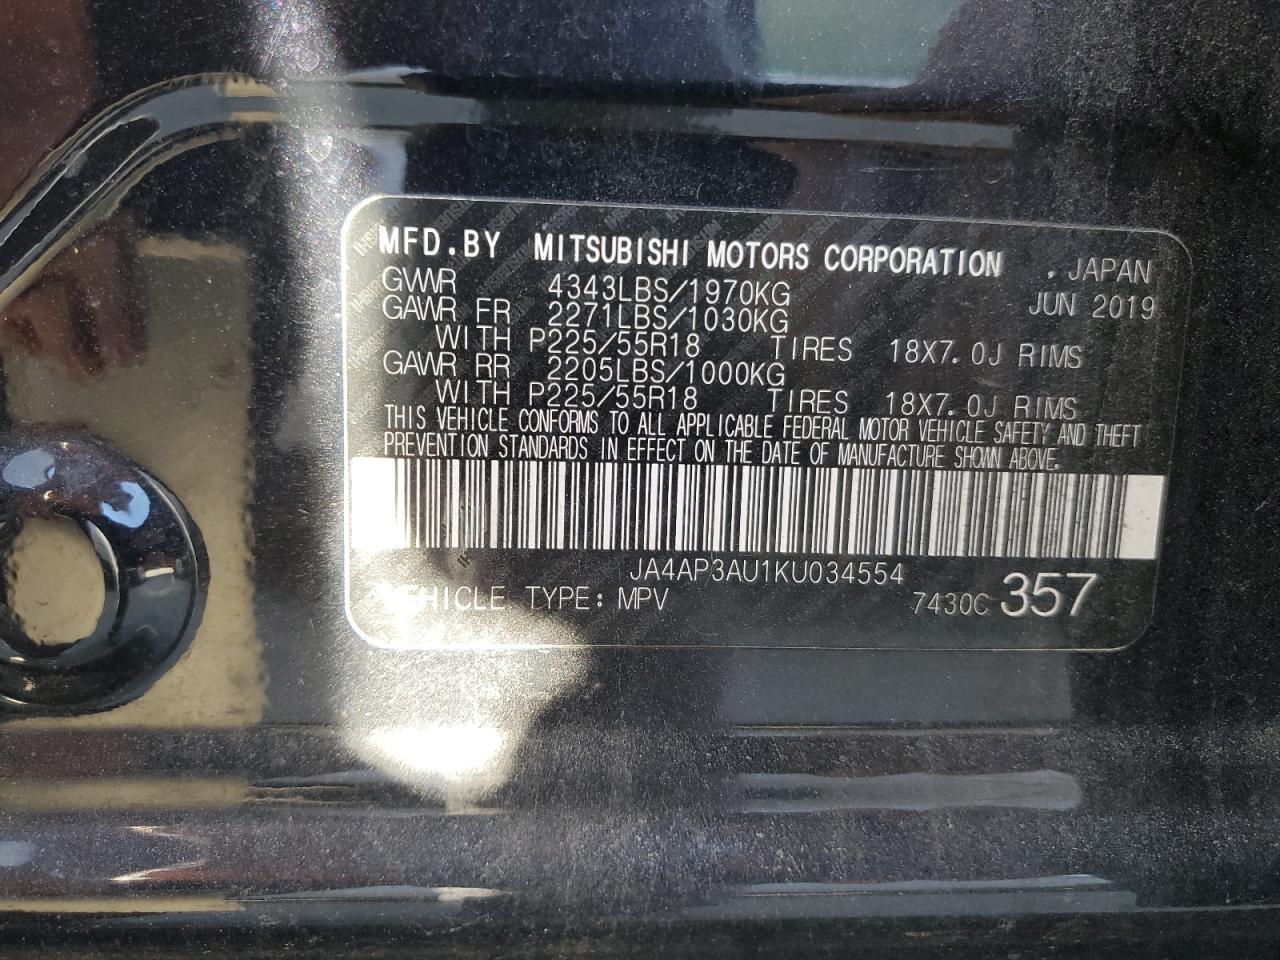 MFD.BY MITSUBISHI MOTORS CORPORATION . JAPAN
GVWR 4343LBS/1970KG JUN 2019
GAWR FR 2271LBS/1030KG
WITH P225/55R18 TIRES 18X7.0J RIMS
GAWR RR 2205LBS/1000KG
WITH P225/55R18 TIRES 18X7.0J RIMS
THIS VEHICLE CONFORMS TO ALL APPLICABLE FEDERAL MOTOR VEHICLE SAFETY AND THEFT
PREVENTION STANDARDS IN EFFECT ON THE DATE OF MANUFACTURE SHOWN ABOVE.
JA4AP3AU1KU034554
VEHICLE TYPE: MPV 7430C 357